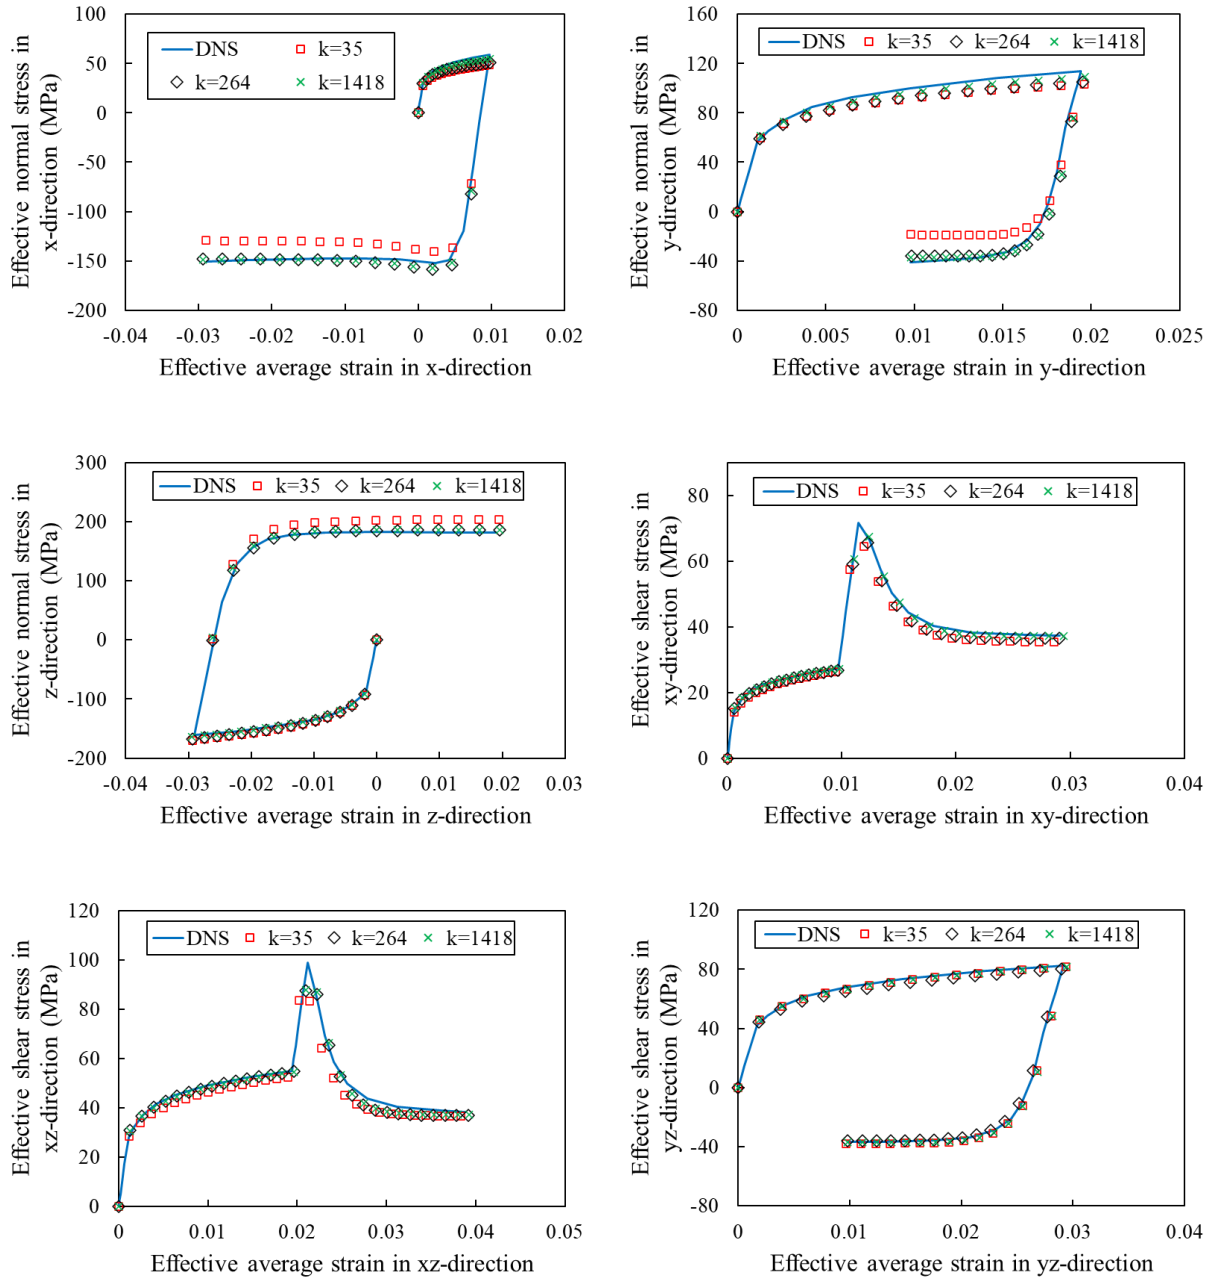 Effective normal stress in
x-direction (MPa)
100
50
0
-50
-100
-150
-200
DNS k=35
k=264 k=1418
-0.04 -0.03 -0.02 -0.01 0 0.01 0.02
Effective average strain in x-direction
Effective normal stress in
y-direction (MPa)
160
120
80
40
0
-40
-80
DNS k=35 k=264 k=1418
0 0.005 0.01 0.015 0.02 0.025
Effective average strain in y-direction
Effective normal stress in
z-direction (MPa)
300
200
100
0
-100
-200
DNS k=35 k=264 k=1418
-0.04 -0.03 -0.02 -0.01 0 0.01 0.02 0.03
Effective average strain in z-direction
Effective shear stress in
xy-direction (MPa)
80
60
40
20
0
DNS k=35 k=264 k=1418
0 0.01 0.02 0.03 0.04
Effective average strain in xy-direction
Effective shear stress in
xz-direction (MPa)
120
100
80
60
40
20
0
DNS k=35 k=264 k=1418
0 0.01 0.02 0.03 0.04 0.05
Effective average strain in xz-direction
Effective shear stress in
yz-direction (MPa)
120
80
40
0
-40
-80
DNS k=35 k=264 k=1418
0 0.01 0.02 0.03 0.04
Effective average strain in yz-direction